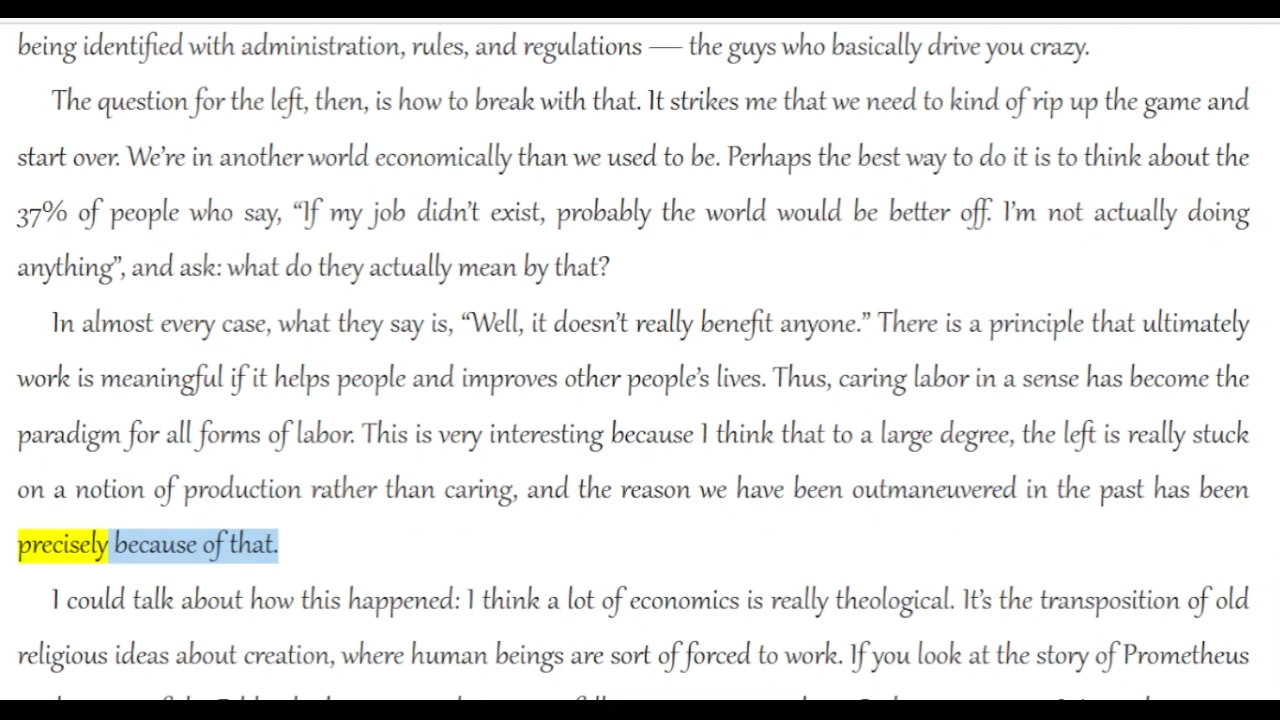 being identified with administration, rules, and regulations — the guys who basically drive you crazy.
The question for the left, then, is how to break with that. It strikes me that we need to kind of rip up the game and
start over. We’re in another world economically than we used to be. Perhaps the best way to do it is to think about the
37% of people who say, “If my job didn’t exist, probably the world would be better off. I’m not actually doing
anything”, and ask: what do they actually mean by that?
In almost every case, what they say is, “Well, it doesn’t really benefit anyone.” There is a principle that ultimately
work is meaningful if it helps people and improves other people’s lives. Thus, caring labor in a sense has become the
paradigm for all forms of labor. This is very interesting because I think that to a large degree, the left is really stuck
on a notion of production rather than caring, and the reason we have been outmaneuvered in the past has been
precisely because of that.
I could talk about how this happened: I think a lot of economics is really theological. It’s the transposition of old
religious ideas about creation, where human beings are sort of forced to work. If you look at the story of Prometheus